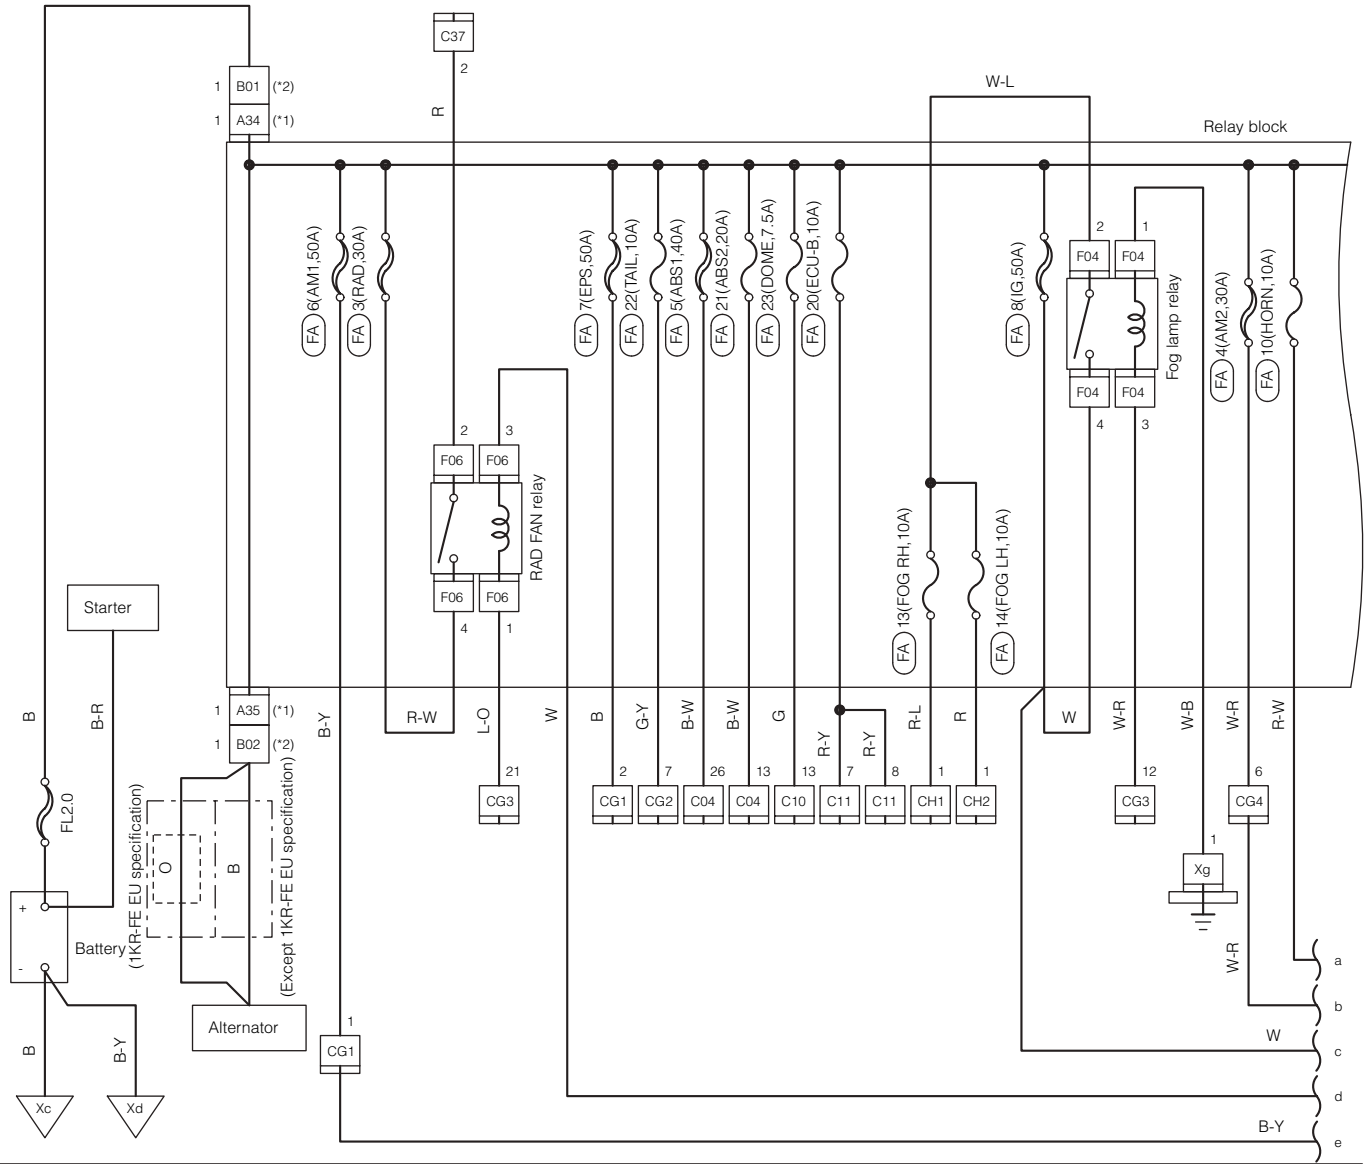 C37
2
W-L
1 B01 (*2)
1 A34 (*1)
R
Relay block
FA 6(AM1,50A)
FA 3(RAD,30A)
FA 7(EPS,50A)
FA 22(TAIL,10A)
FA 5(ABS1,40A)
FA 21(ABS2,20A)
FA 23(DOME,7.5A)
FA 20(ECU-B,10A)
FA 8(IG,50A)
2 1
F04 F04
Fog lamp relay
F04 F04
4 3
FA 4(AM2,30A)
FA 10(HORN,10A)
2 3
F06 F06
RAD FAN relay
F06 F06
4 1
FA 13(FOG RH,10A)
FA 14(FOG LH,10A)
Starter
B
B-R
1 A35 (*1)
1 B02 (*2)
B-Y
R-W
L-O
W
B
G-Y
B-W
B-W
G
R-Y
R-Y
R-L
R
W
W-R
W-B
W-R
R-W
21 2 7 26 13 13 7 8 1 1 12 6
CG3 CG1 CG2 C04 C04 C10 C11 C11 CH1 CH2 CG3 CG4
FL2.0
(1KR-FE EU specification)
O
B
(Except 1KR-FE EU specification)
1
Xg
+
-
Battery
W-R
a
b
Alternator
1
CG1
B
B-Y
W
c
Xc
Xd
d
B-Y
e